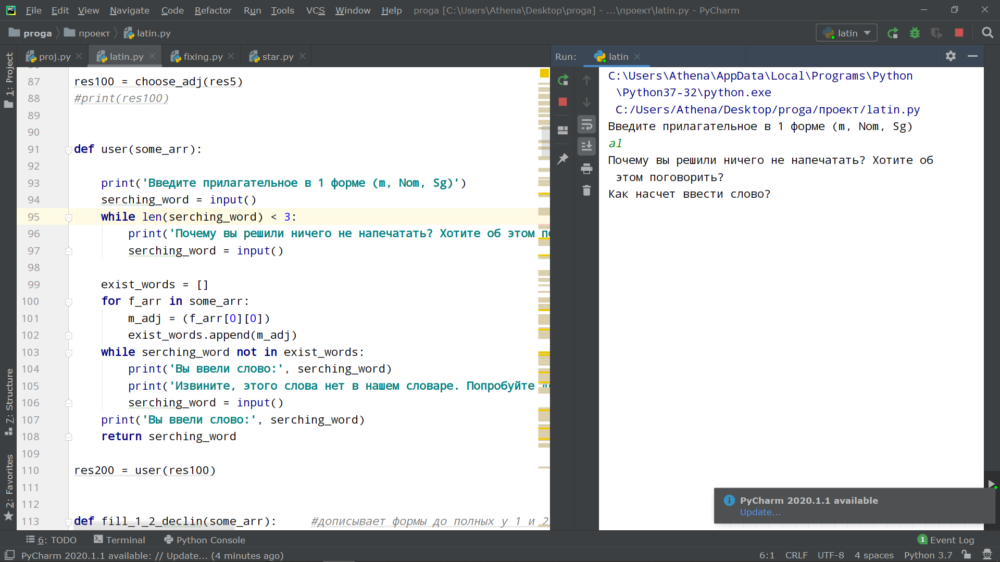 File Edit View Navigate Code Refactor Run Tools VCS Window Help proga [C:\Users\Athena\Desktop\proga] - ...\проект\latin.py - PyCharm
proga проект latin.py
latin
1: Project
7: Structure
2: Favorites
proj.py latin.py fixing.py star.py
87 res100 = choose_adj(res5)
88 #print(res100)
89
90
91 def user(some_arr):
92
93 print('Введите прилагательное в 1 форме (m, Nom, Sg)')
94 serching_word = input()
95 while len(serching_word) < 3:
96 print('Почему вы решили ничего не напечатать? Хотите об этом
97 serching_word = input()
98
99 exist_words = []
100 for f_arr in some_arr:
101 m_adj = (f_arr[0][0])
102 exist_words.append(m_adj)
103 while serching_word not in exist_words:
104 print('Вы ввели слово:', serching_word)
105 print('Извините, этого слова нет в нашем словаре. Попробуйте
106 serching_word = input()
107 print('Вы ввели слово:', serching_word)
108 return serching_word
109
110 res200 = user(res100)
111
112
113 def fill_1_2_declin(some_arr): #дописывает формы до полных у 1 и 2
Run: latin
C:\Users\Athena\AppData\Local\Programs\Python
\Python37-32\python.exe
C:/Users/Athena/Desktop/proga/проект/latin.py
Введите прилагательное в 1 форме (m, Nom, Sg)
al
Почему вы решили ничего не напечатать? Хотите об
этом поговорить?
Как насчет ввести слово?
PyCharm 2020.1.1 available
Update...
6: TODO Terminal Python Console
1 Event Log
PyCharm 2020.1.1 available: // Update... (4 minutes ago)
6:1 CRLF UTF-8 4 spaces Python 3.7